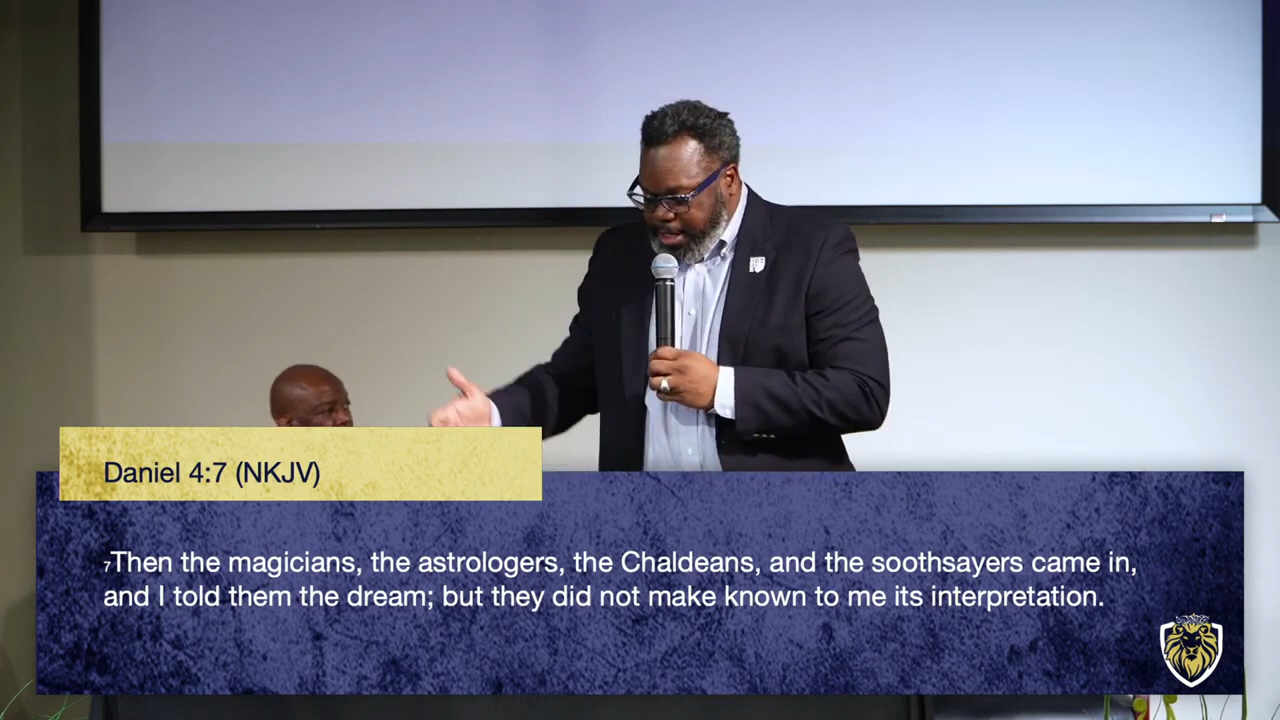 Daniel 4:7 (NKJV)
7Then the magicians, the astrologers, the Chaldeans, and the soothsayers came in,
and I told them the dream; but they did not make known to me its interpretation.